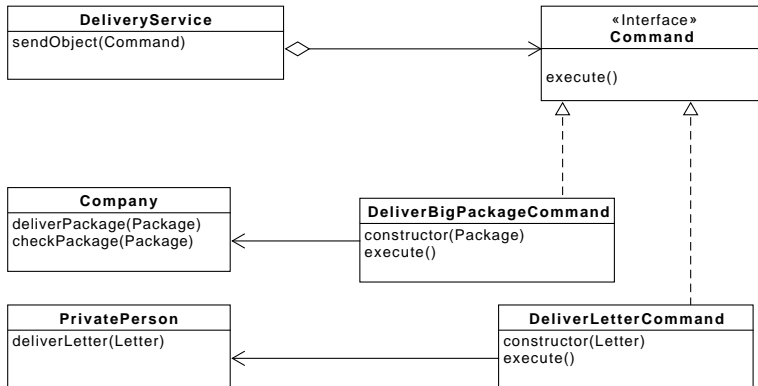 DeliveryService
sendObject(Command)
«Interface»
Command
execute()
Company
deliverPackage(Package)
checkPackage(Package)
DeliverBigPackageCommand
constructor(Package)
execute()
PrivatePerson
deliverLetter(Letter)
DeliverLetterCommand
constructor(Letter)
execute()